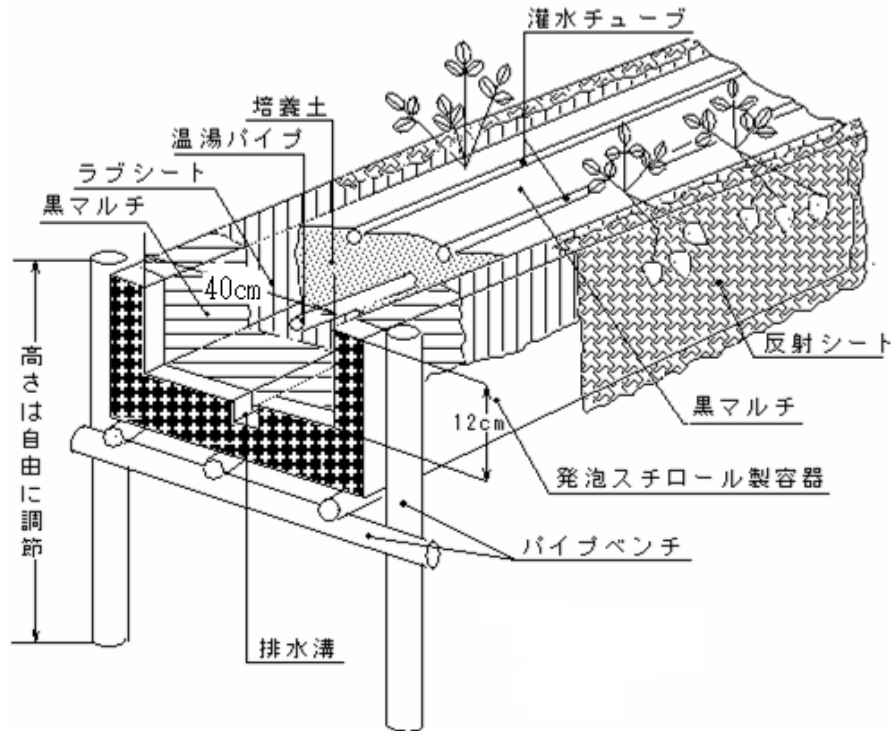 灌水チューブ
培養土
温湯パイプ
ラブシート
黒マルチ
40cm
高さは自由に調節
反射シート
黒マルチ
12cm
発泡スチロール製容器
パイプベンチ
排水溝